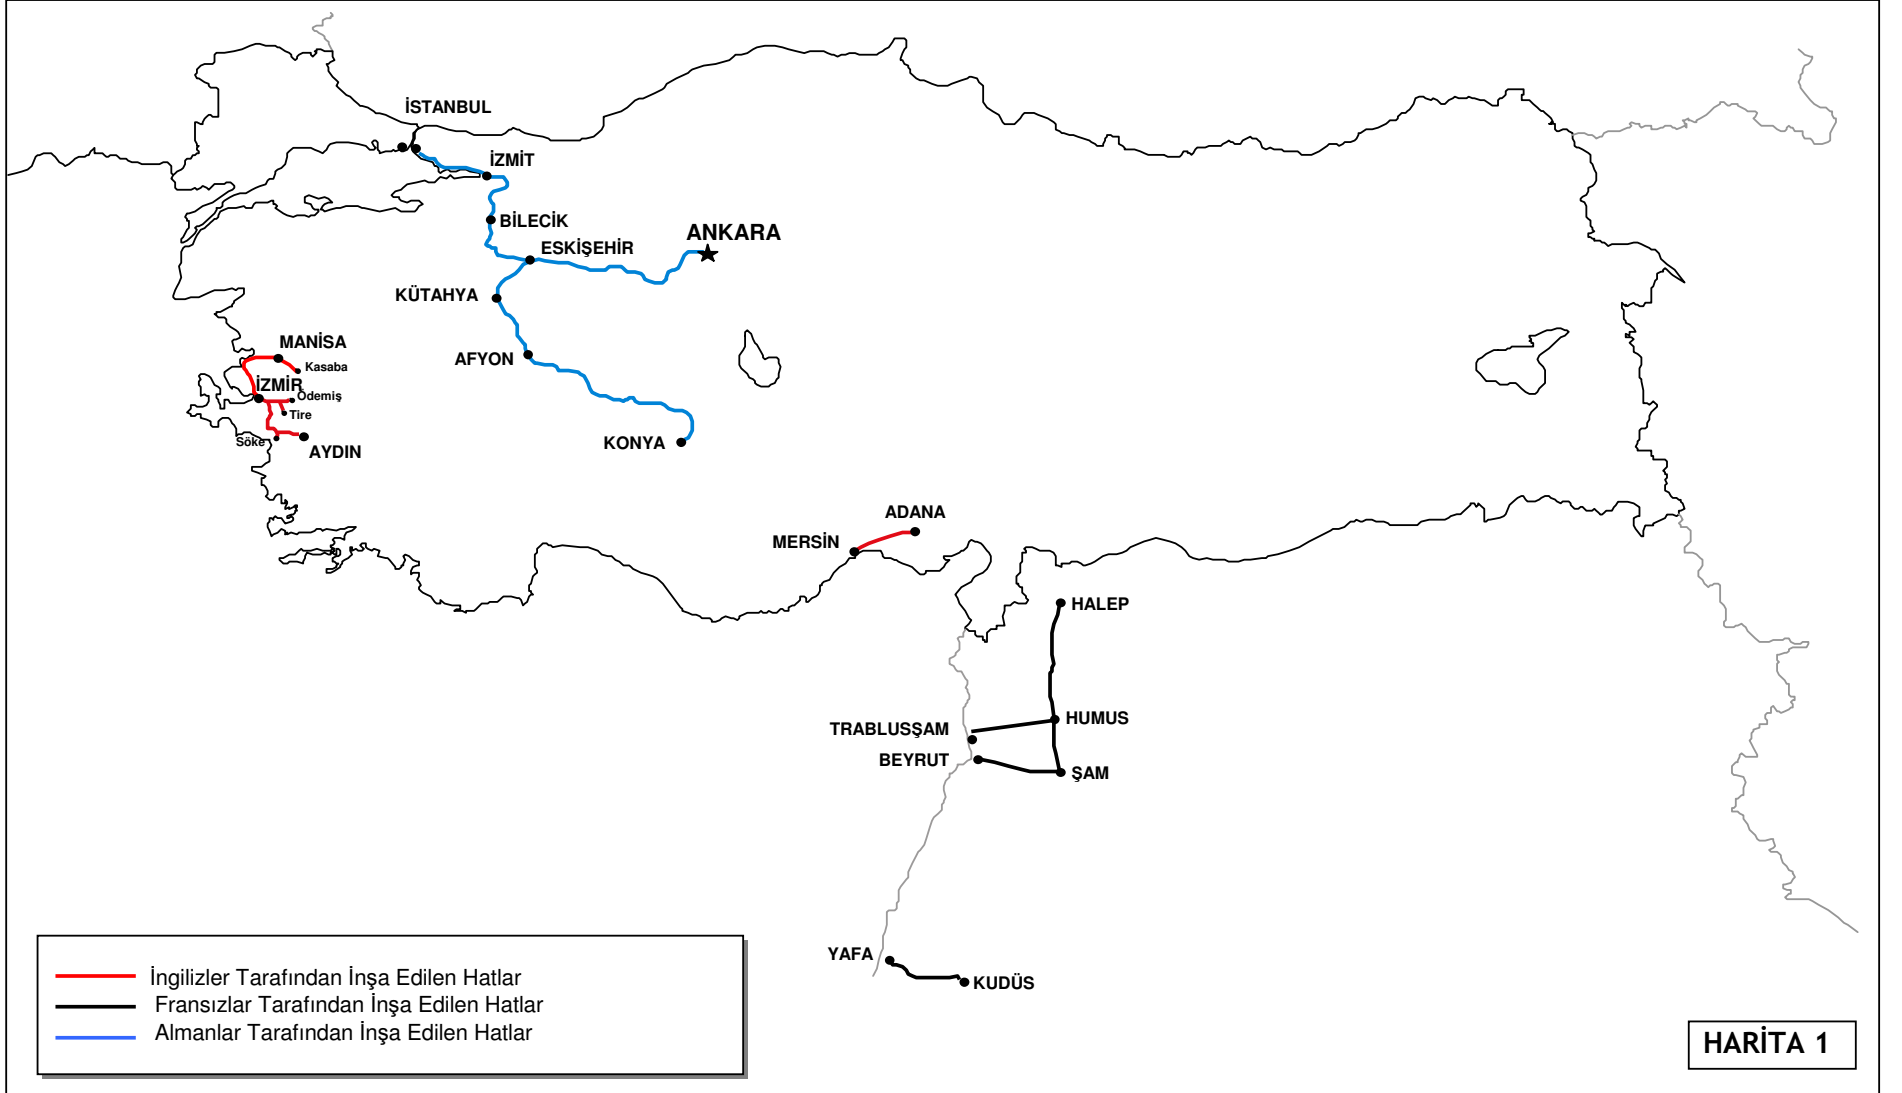 İSTANBUL
İZMİT
BİLECİK
ANKARA
ESKİŞEHİR
KÜTAHYA
MANİSA
AFYON
Kasaba
İZMİR
Ödemiş
Tire
Söke
KONYA
AYDIN
ADANA
MERSİN
HALEP
HUMUS
TRABLUSŞAM
BEYRUT
ŞAM
YAFA
KUDÜS
İngilizler Tarafından İnşa Edilen Hatlar
Fransızlar Tarafından İnşa Edilen Hatlar
Almanlar Tarafından İnşa Edilen Hatlar
HARİTA 1